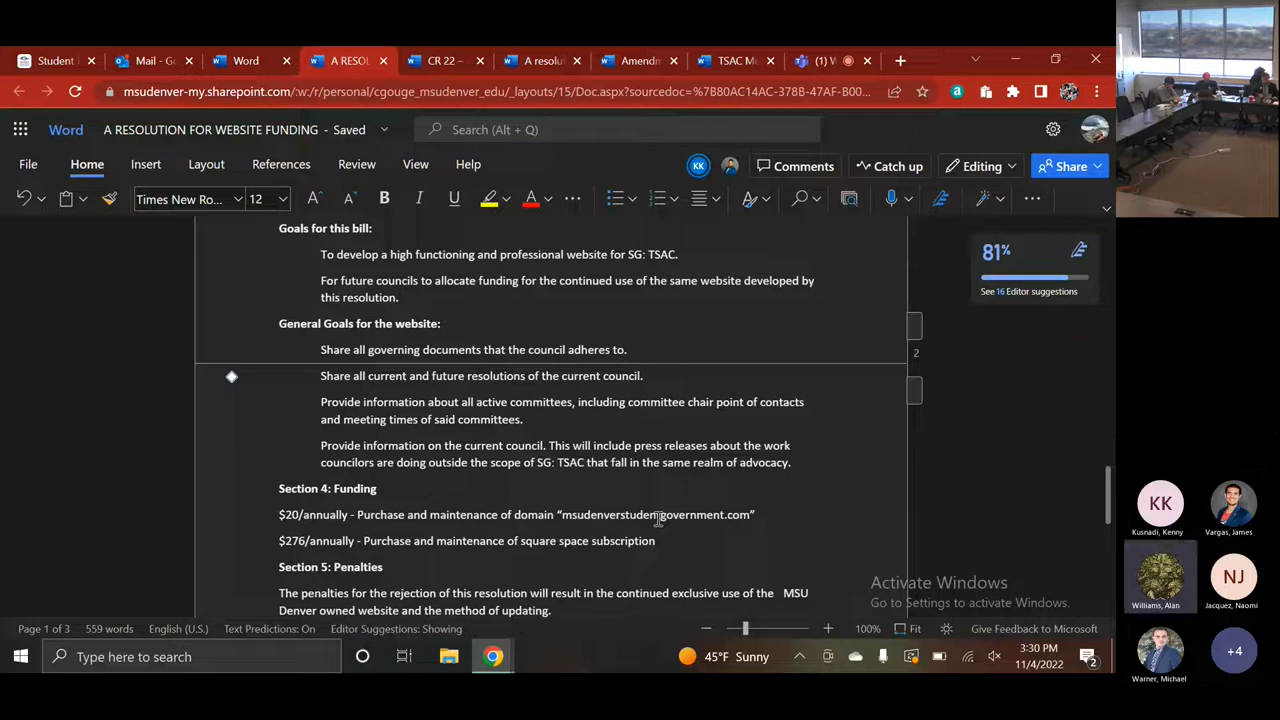 Student
Mail - Go
Word
A RESOL
CR 22 –
A resolut
Amendm
TSAC Me
(1) W
msudenver-my.sharepoint.com/:w:/r/personal/cgouge_msudenver_edu/_layouts/15/Doc.aspx?sourcedoc=%7B80AC14AC-378B-47AF-B00...
Word
A RESOLUTION FOR WEBSITE FUNDING - Saved
Search (Alt + Q)
File
Home
Insert
Layout
References
Review
View
Help
KK
Comments
Catch up
Editing
Share
Times New Ro...
12
B
I
U
A
Goals for this bill:
To develop a high functioning and professional website for SG: TSAC.
For future councils to allocate funding for the continued use of the same website developed by
this resolution.
General Goals for the website:
Share all governing documents that the council adheres to.
Share all current and future resolutions of the current council.
Provide information about all active committees, including committee chair point of contacts
and meeting times of said committees.
Provide information on the current council. This will include press releases about the work
councilors are doing outside the scope of SG: TSAC that fall in the same realm of advocacy.
Section 4: Funding
$20/annually - Purchase and maintenance of domain “msudenverstudentgovernment.com”
$276/annually - Purchase and maintenance of square space subscription
Section 5: Penalties
The penalties for the rejection of this resolution will result in the continued exclusive use of the MSU
Denver owned website and the method of updating.
81%
See 16 Editor suggestions
2
Activate Windows
Go to Settings to activate Windows.
Page 1 of 3
559 words
English (U.S.)
Text Predictions: On
Editor Suggestions: Showing
100%
Fit
Give Feedback to Microsoft
Type here to search
45°F Sunny
3:30 PM
11/4/2022
2
KK
Kusnadi, Kenny
Vargas, James
Williams, Alan
NJ
Jacquez, Naomi
Warner, Michael
+4